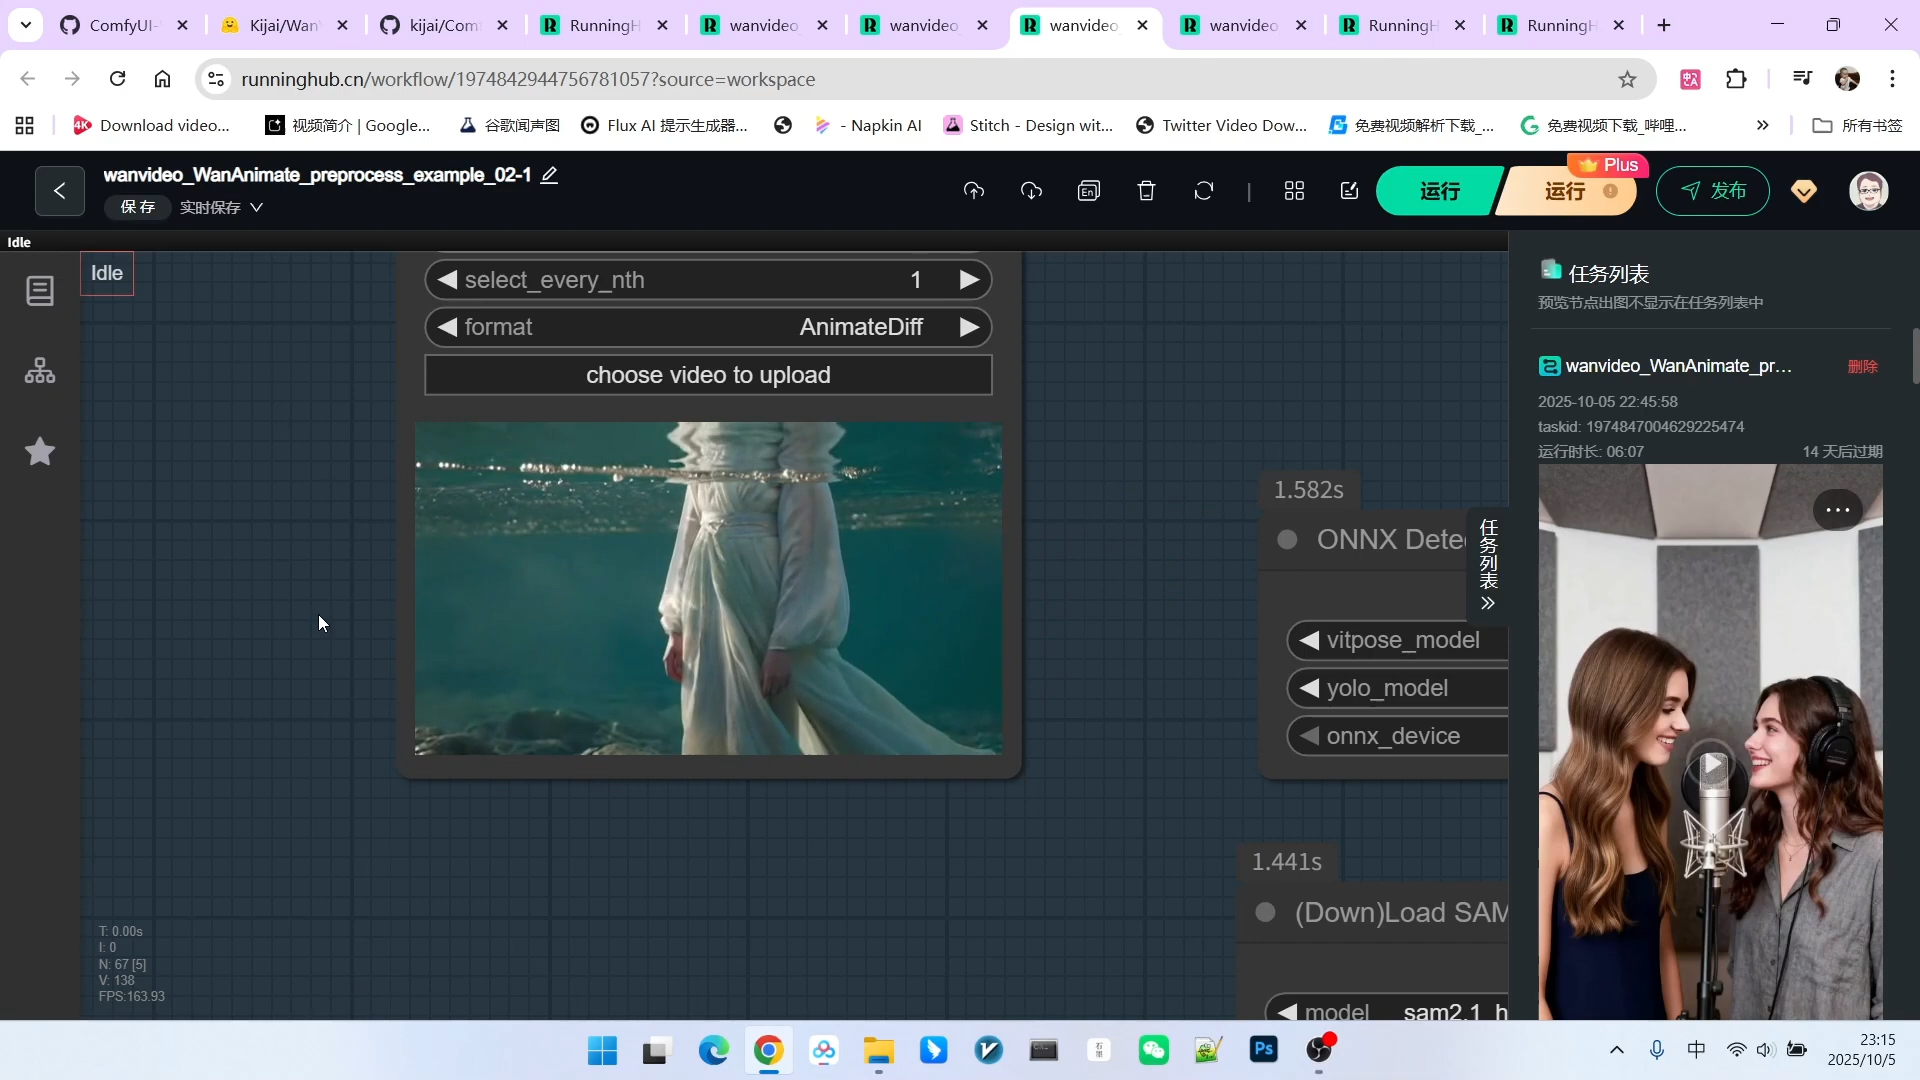 ComfyUI-
Kijai/Wan
kijai/Com
RunningH
wanvideo_
wanvideo_
wanvideo_
wanvideo
RunningH
RunningH
runninghub.cn/workflow/1974842944756781057?source=workspace
Download video...
视频简介 | Google...
谷歌闻声图
Flux AI 提示生成器...
- Napkin AI
Stitch - Design wit...
Twitter Video Dow...
免费视频解析下载_...
免费视频下载_哔哩...
»
所有书签
wanvideo_WanAnimate_preprocess_example_02-1
保存
实时保存
En
运行
运行
Plus
发布
Idle
Idle
select_every_nth
1
format
AnimateDiff
choose video to upload
1.582s
ONNX Dete
vitpose_model
yolo_model
onnx_device
1.441s
(Down)Load SAM
model
sam2.1_h
任务列表
T: 0.00s
I: 0
N: 67 [5]
V: 138
FPS:163.93
任务列表
预览节点出图不显示在任务列表中
wanvideo_WanAnimate_pr...
删除
2025-10-05 22:45:58
taskid: 1974847004629225474
运行时长: 06:07
14 天后过期
Ps
中
23:15
2025/10/5